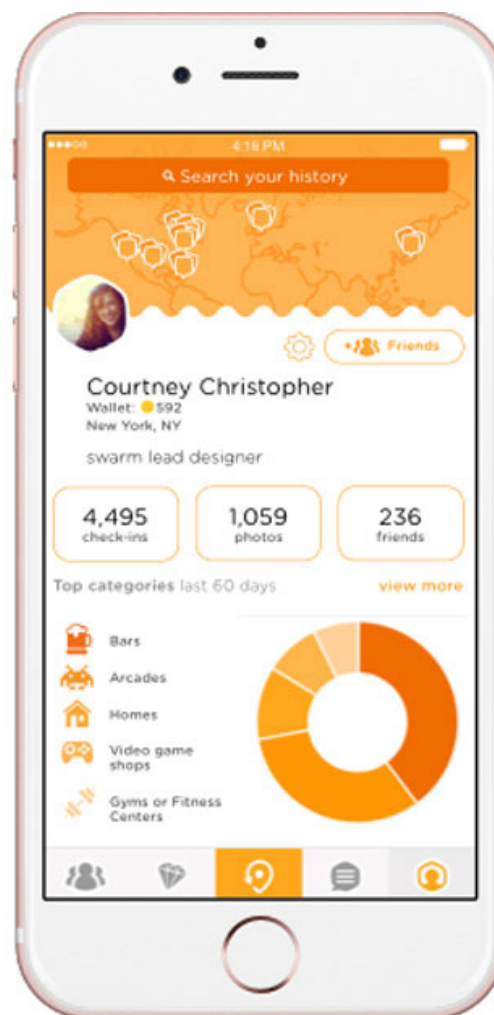 4:16 PM
Search your history
Friends
Courtney Christopher
Wallet: 592
New York, NY
swarm lead designer
4,495
check-ins
1,059
photos
236
friends
Top categories last 60 days
view more
Bars
Arcades
Homes
Video game
shops
Gyms or Fitness
Centers